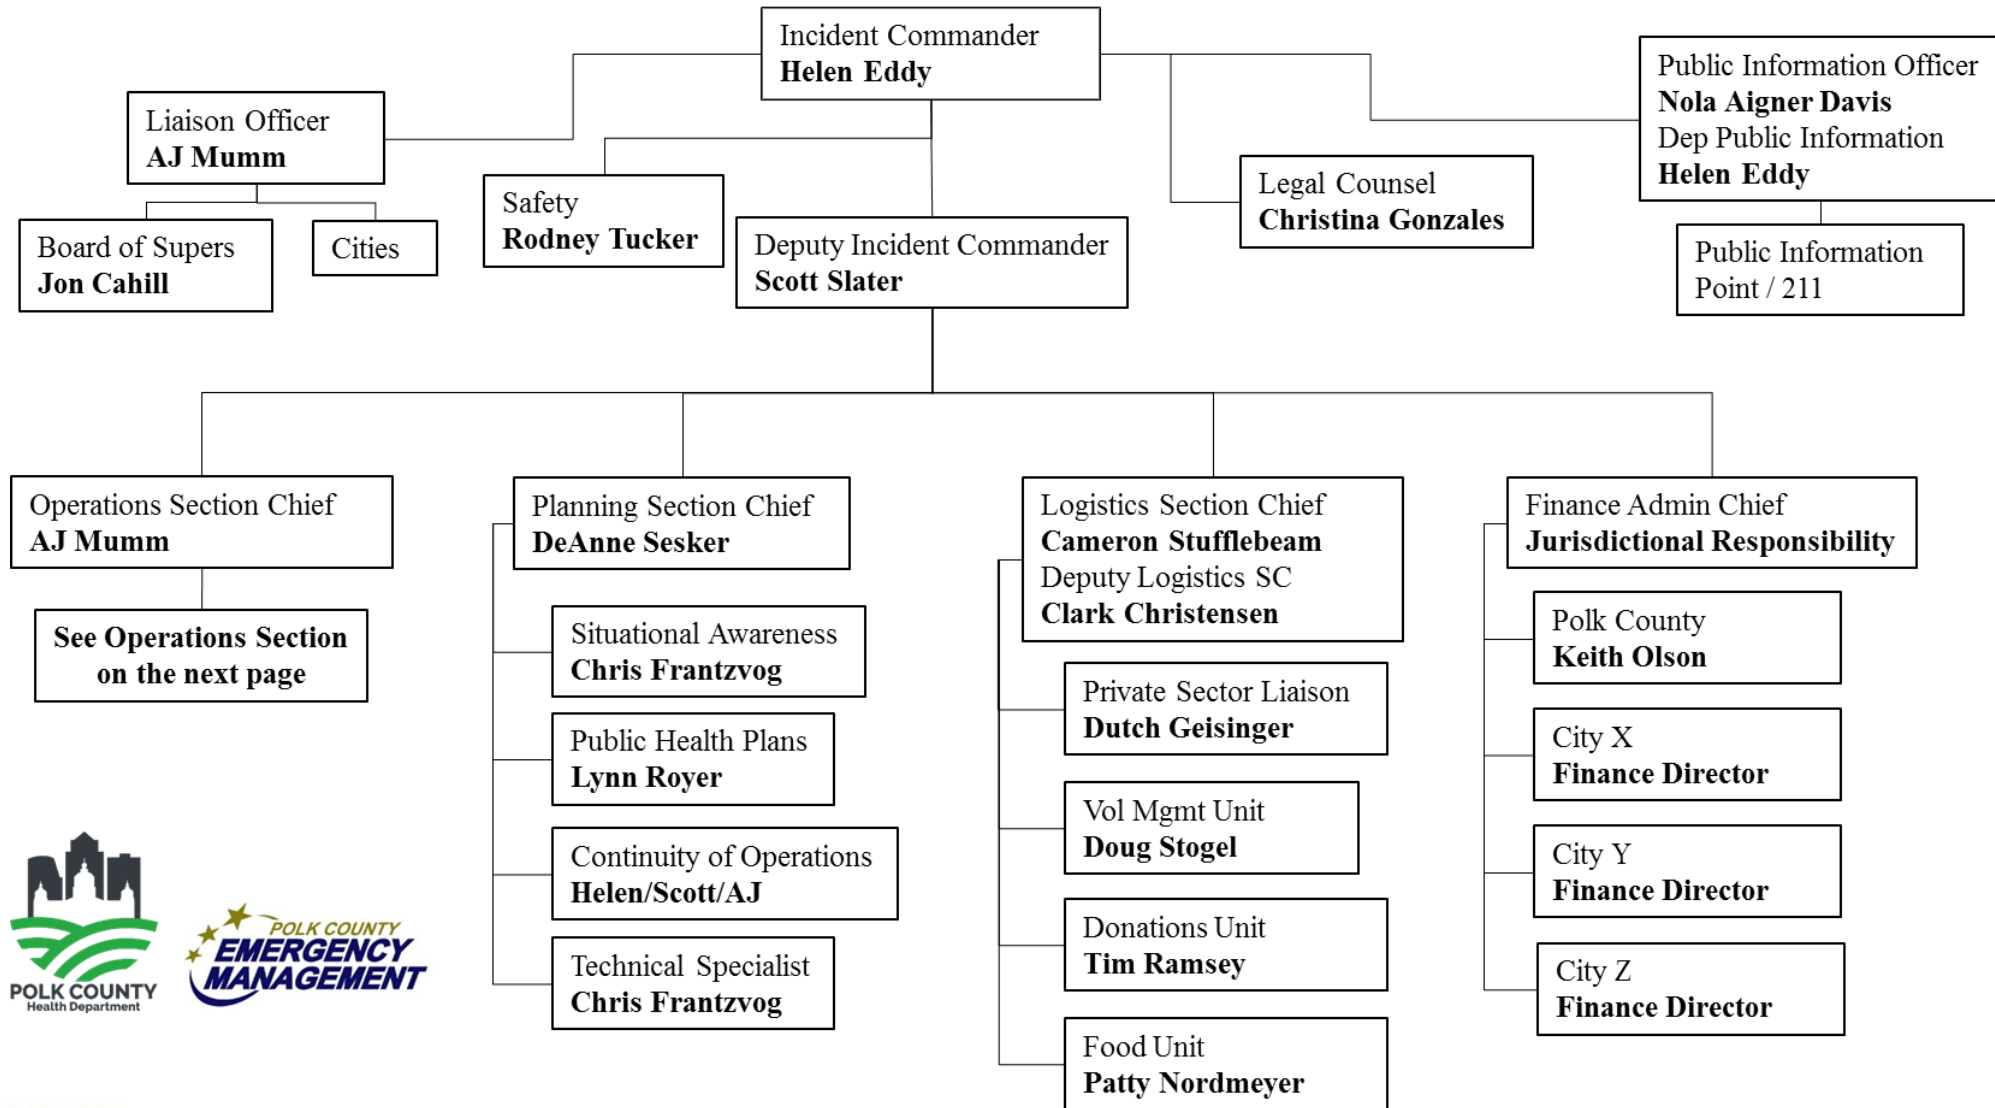 Incident Commander
Helen Eddy
Public Information Officer
Nola Aigner Davis
Dep Public Information
Helen Eddy
Liaison Officer
AJ Mumm
Safety
Rodney Tucker
Legal Counsel
Christina Gonzales
Board of Supers
Jon Cahill
Cities
Deputy Incident Commander
Scott Slater
Public Information
Point / 211
Operations Section Chief
AJ Mumm
See Operations Section
on the next page
Planning Section Chief
DeAnne Sesker
Situational Awareness
Chris Frantzvog
Public Health Plans
Lynn Royer
Continuity of Operations
Helen/Scott/AJ
Technical Specialist
Chris Frantzvog
Logistics Section Chief
Cameron Stufflebeam
Deputy Logistics SC
Clark Christensen
Private Sector Liaison
Dutch Geisinger
Vol Mgmt Unit
Doug Stogel
Donations Unit
Tim Ramsey
Food Unit
Patty Nordmeyer
Finance Admin Chief
Jurisdictional Responsibility
Polk County
Keith Olson
City X
Finance Director
City Y
Finance Director
City Z
Finance Director
POLK COUNTY
Health Department
POLK COUNTY
EMERGENCY
MANAGEMENT